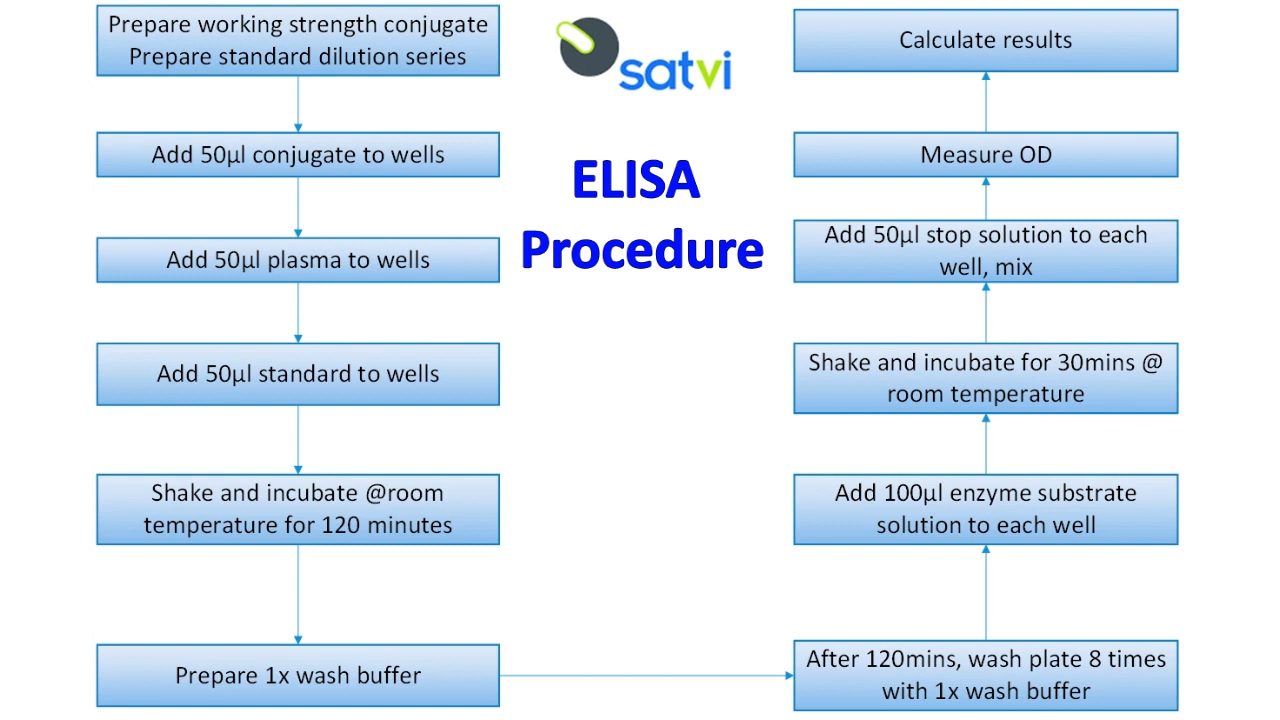 Prepare working strength conjugate
Prepare standard dilution series
Add 50µl conjugate to wells
Add 50µl plasma to wells
Add 50µl standard to wells
Shake and incubate @room
temperature for 120 minutes
Prepare 1x wash buffer
satvi
ELISA
Procedure
After 120mins, wash plate 8 times
with 1x wash buffer
Add 100µl enzyme substrate
solution to each well
Shake and incubate for 30mins @
room temperature
Add 50µl stop solution to each
well, mix
Measure OD
Calculate results